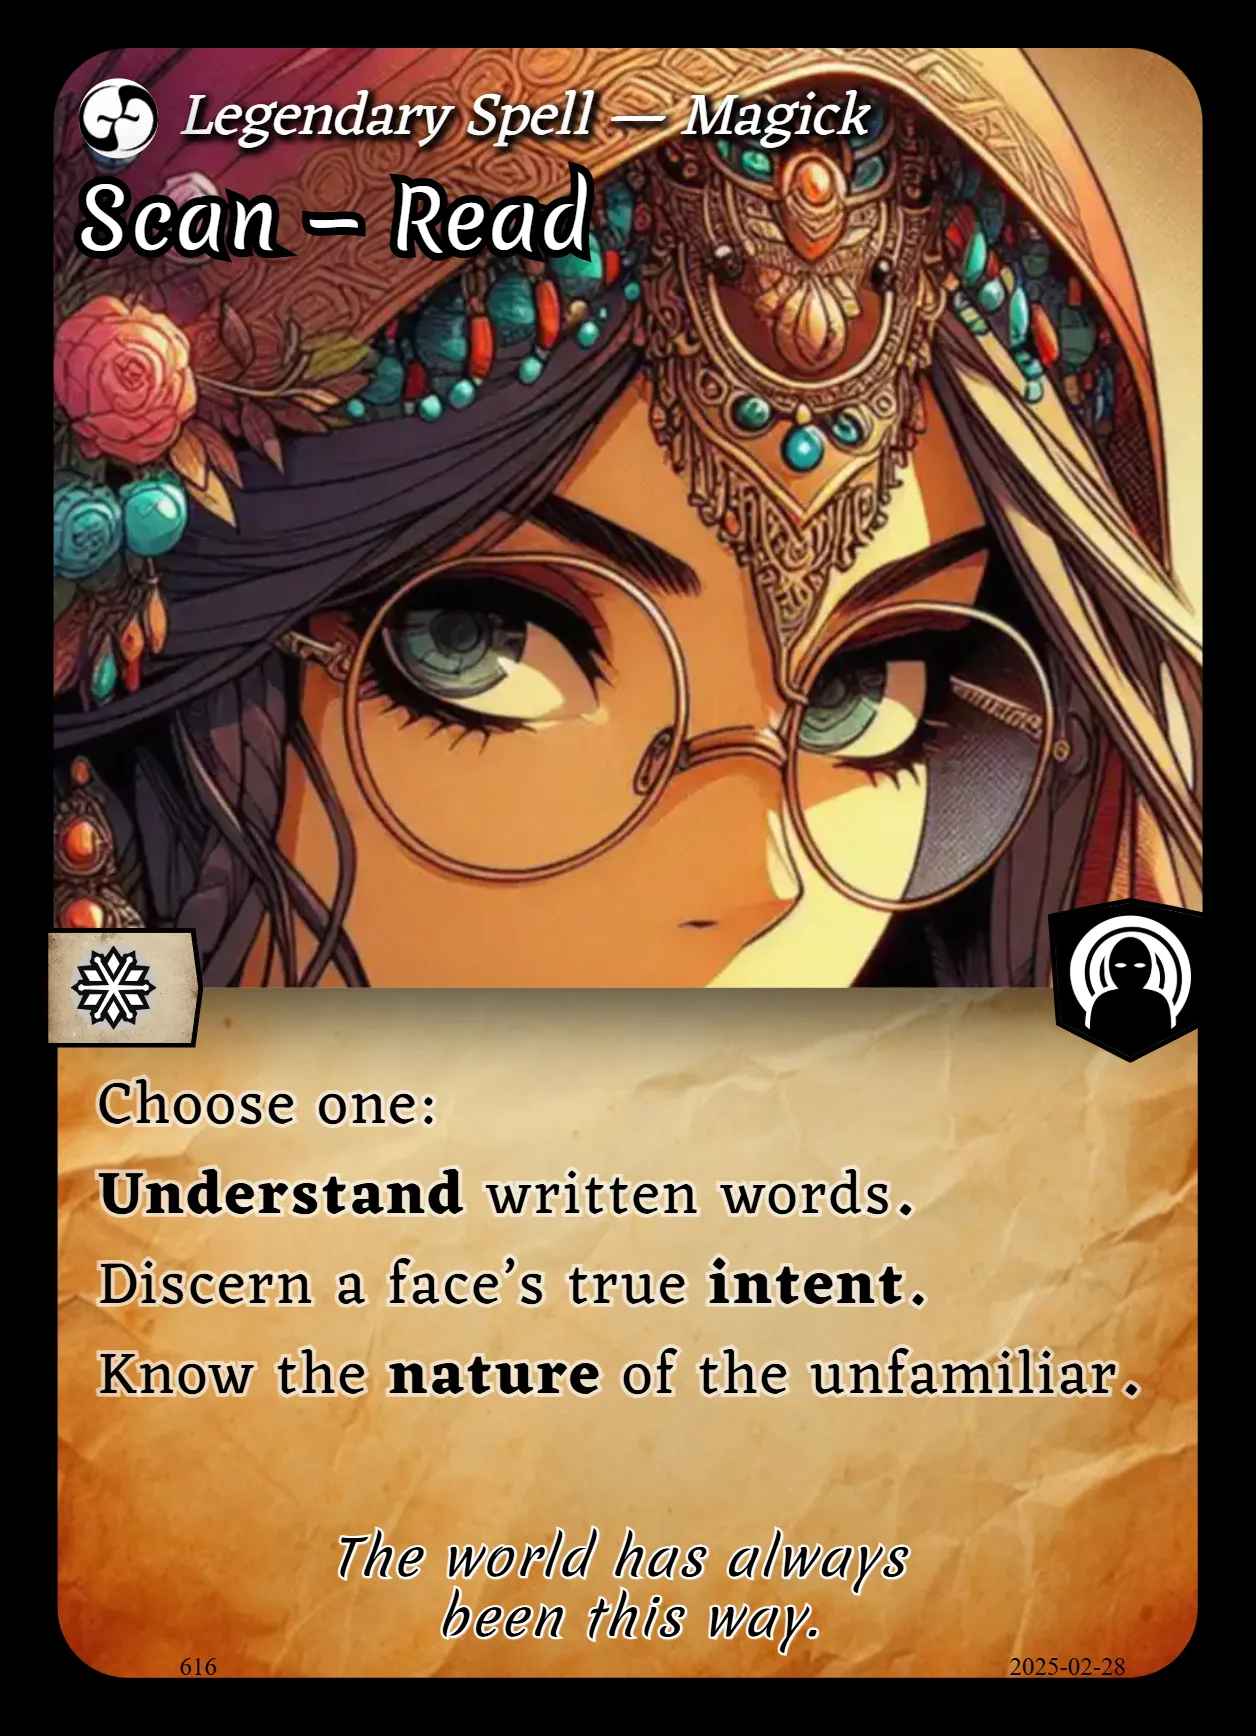 Legendary Spell — Magick
Scan – Read
Choose one:
Understand written words.
Discern a face’s true intent.
Know the nature of the unfamiliar.
The world has always
been this way.
616
2025-02-28